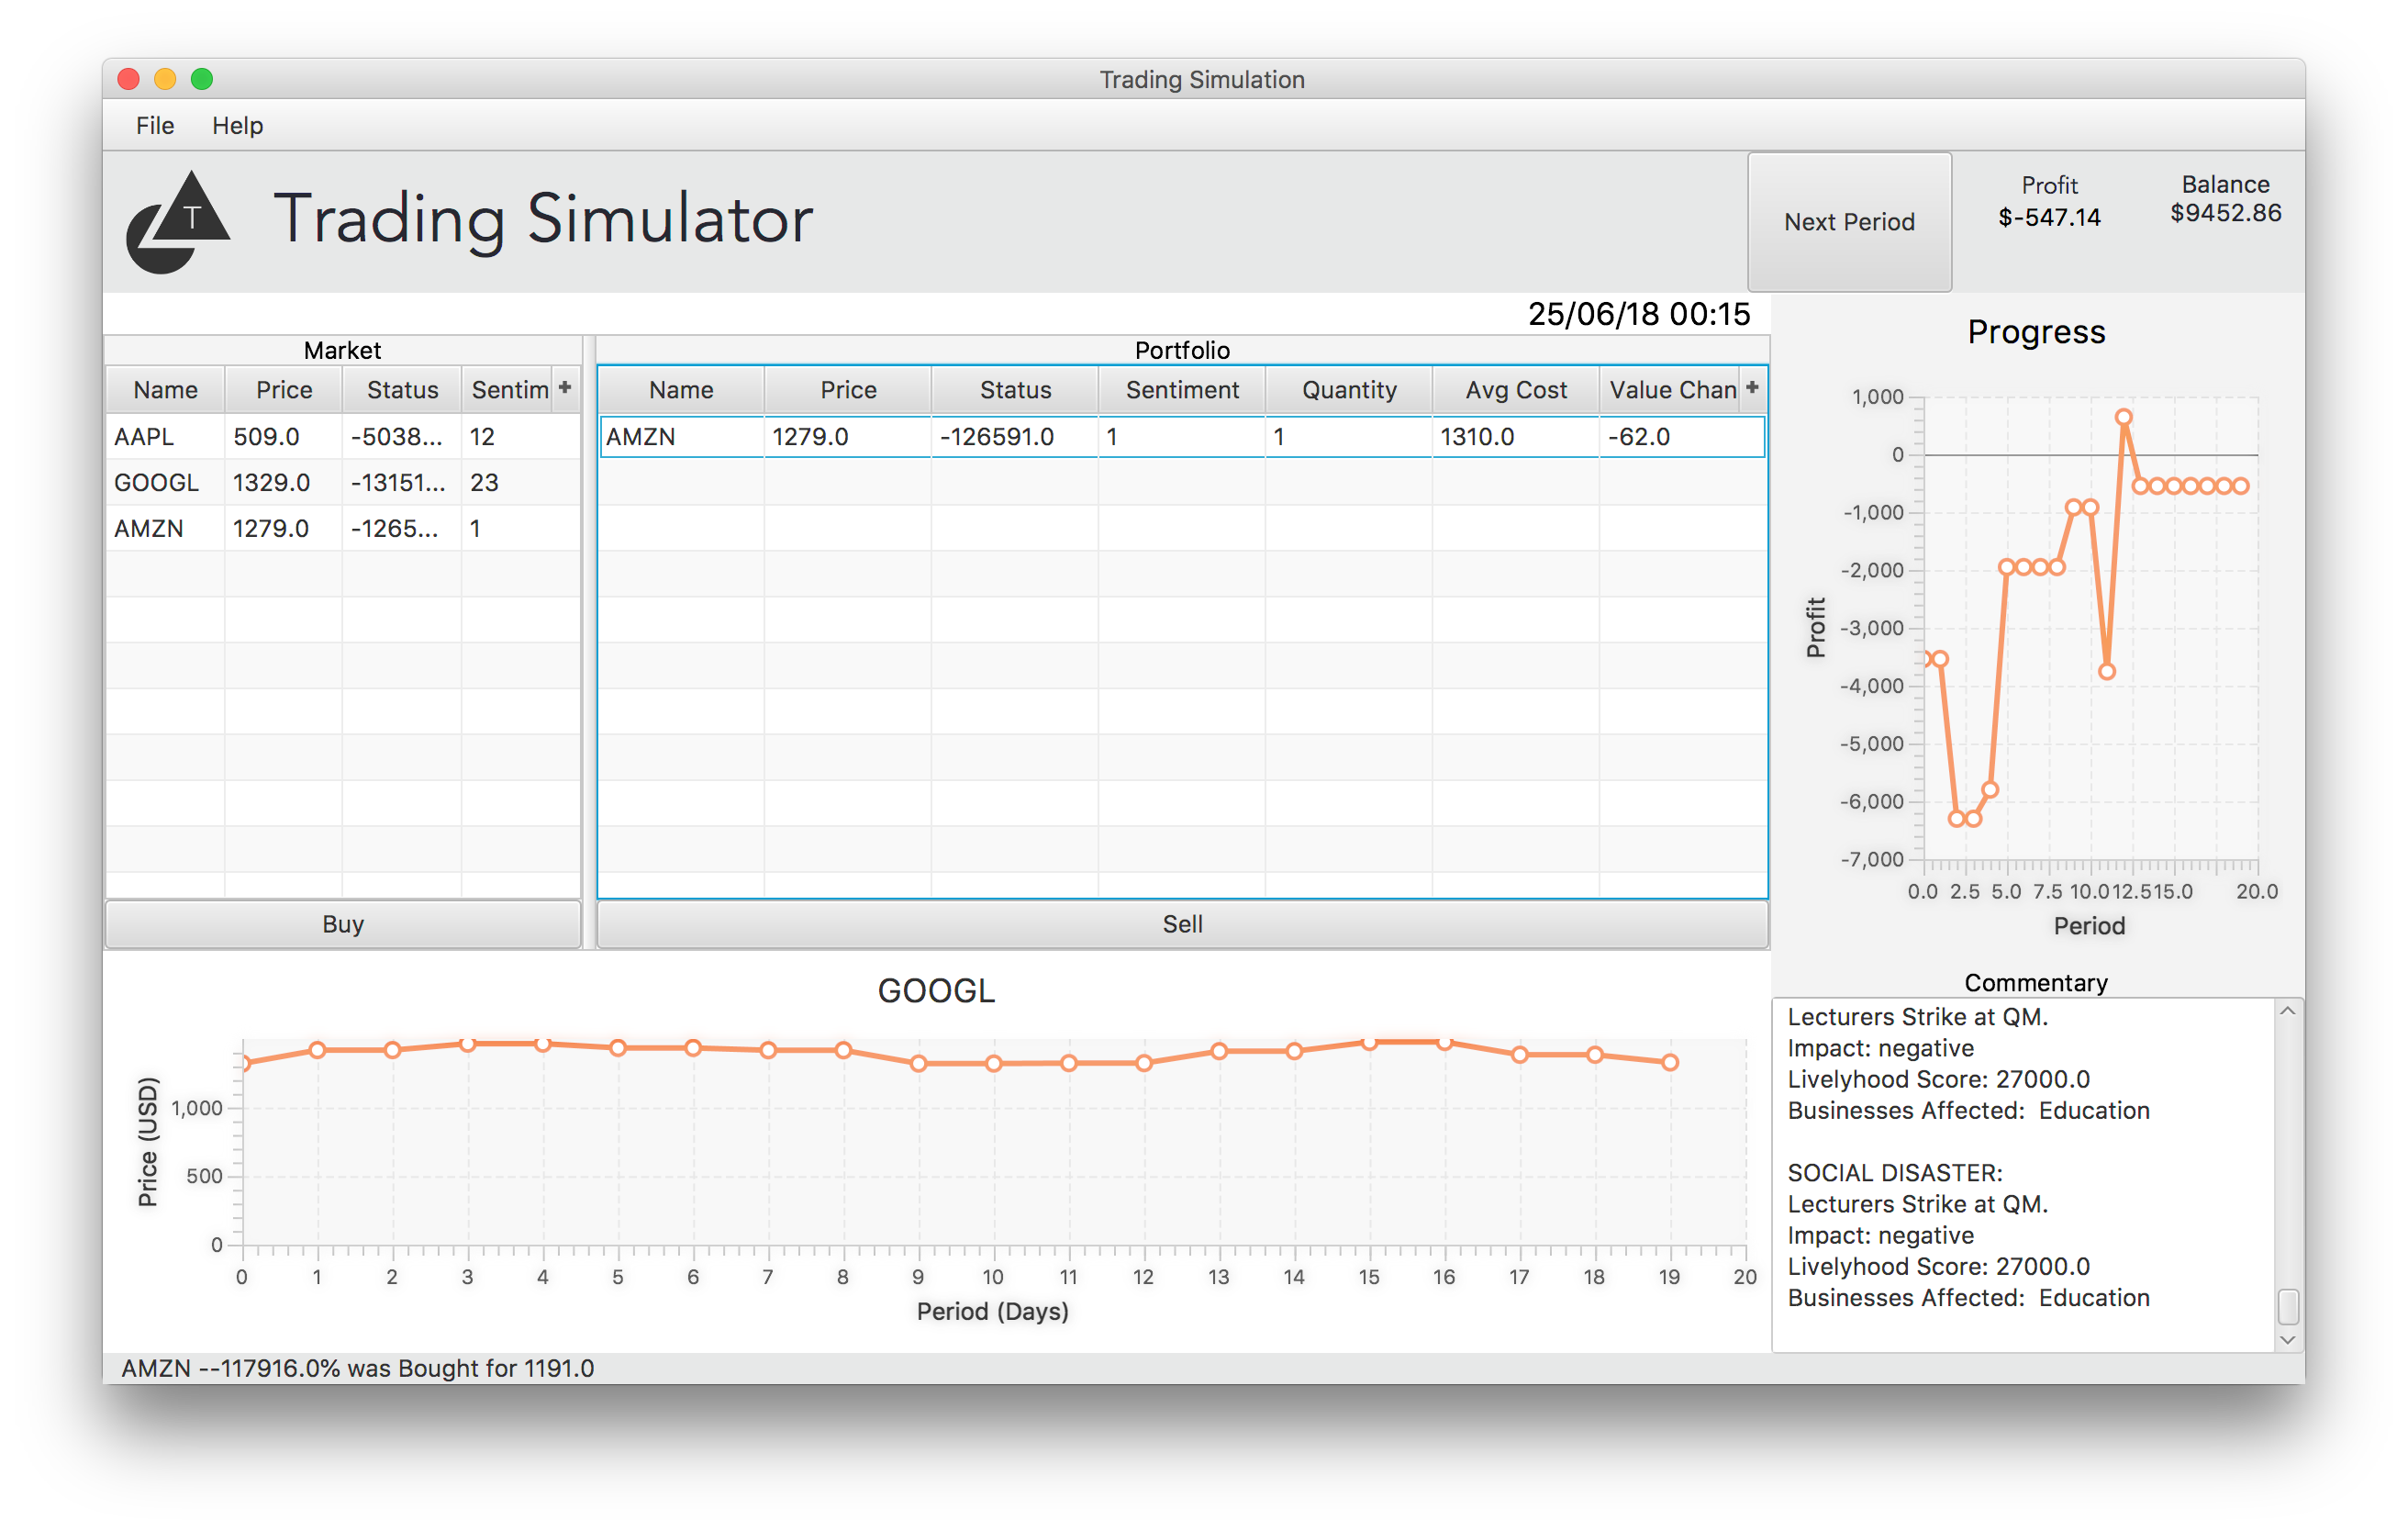 Trading Simulation
File Help
T
Trading Simulator
Next Period
Profit
$-547.14
Balance
$9452.86
25/06/18 00:15
Market
Name Price Status Sentim +
AAPL 509.0 -5038... 12
GOOGL 1329.0 -13151... 23
AMZN 1279.0 -1265... 1
Buy
Portfolio
Name Price Status Sentiment Quantity Avg Cost Value Chan +
AMZN 1279.0 -126591.0 1 1 1310.0 -62.0
Sell
Progress
1,000
0
-1,000
-2,000
-3,000
-4,000
-5,000
-6,000
-7,000
Profit
0.0 2.5 5.0 7.5 10.0 12.5 15.0 20.0
Period
GOOGL
Price (USD)
1,000
500
0
0 1 2 3 4 5 6 7 8 9 10 11 12 13 14 15 16 17 18 19 20
Period (Days)
Commentary
Lecturers Strike at QM.
Impact: negative
Livelyhood Score: 27000.0
Businesses Affected:  Education
SOCIAL DISASTER:
Lecturers Strike at QM.
Impact: negative
Livelyhood Score: 27000.0
Businesses Affected:  Education
AMZN --117916.0% was Bought for 1191.0